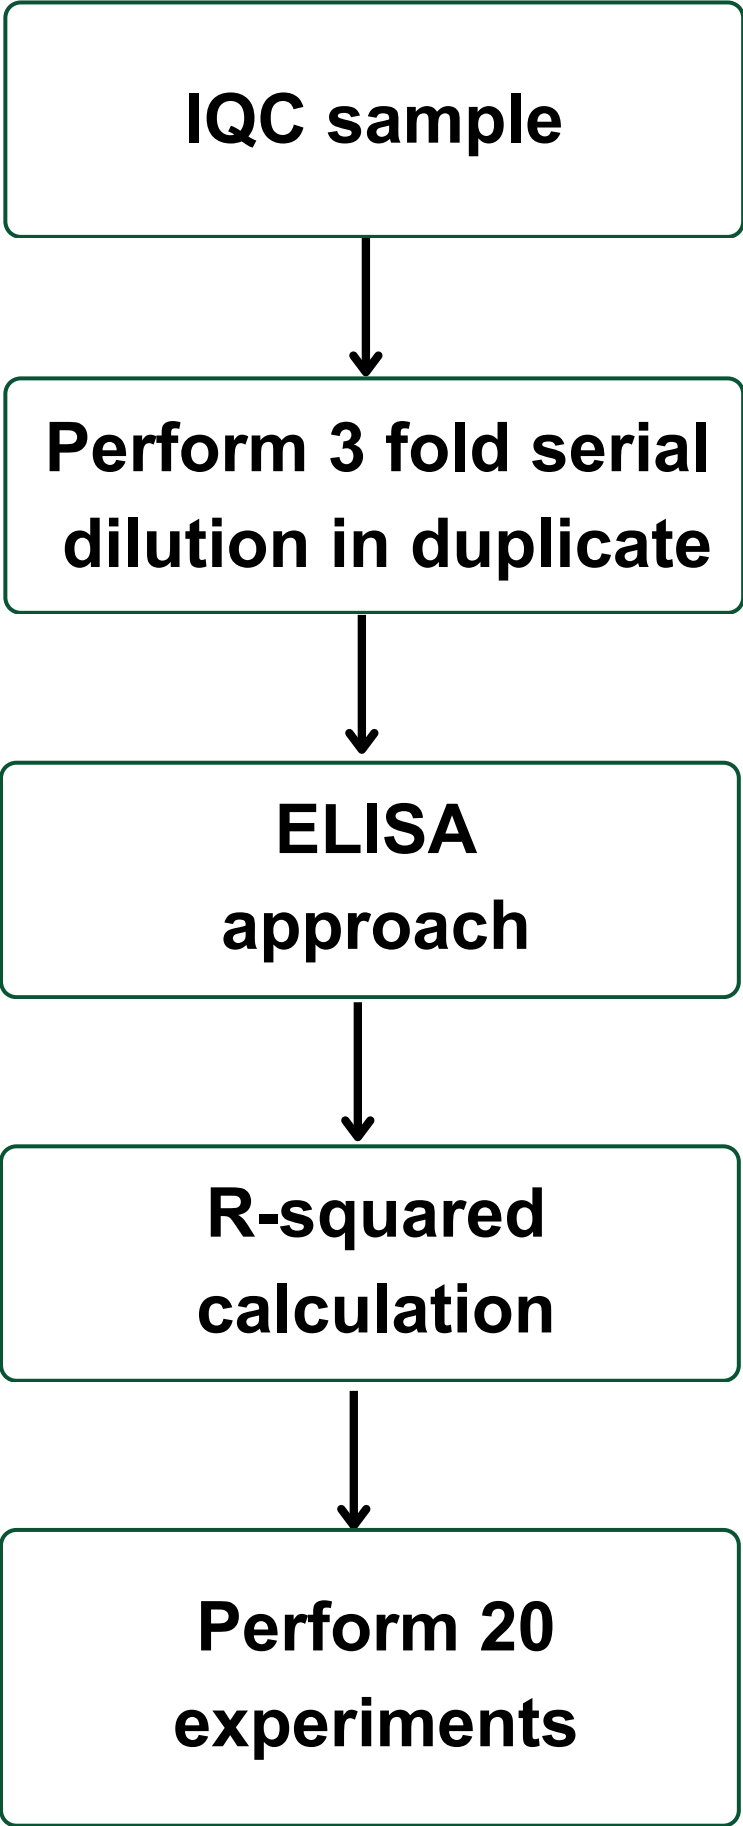 IQC sample
Perform 3 fold serial
dilution in duplicate
ELISA
approach
R-squared
calculation
Perform 20
experiments